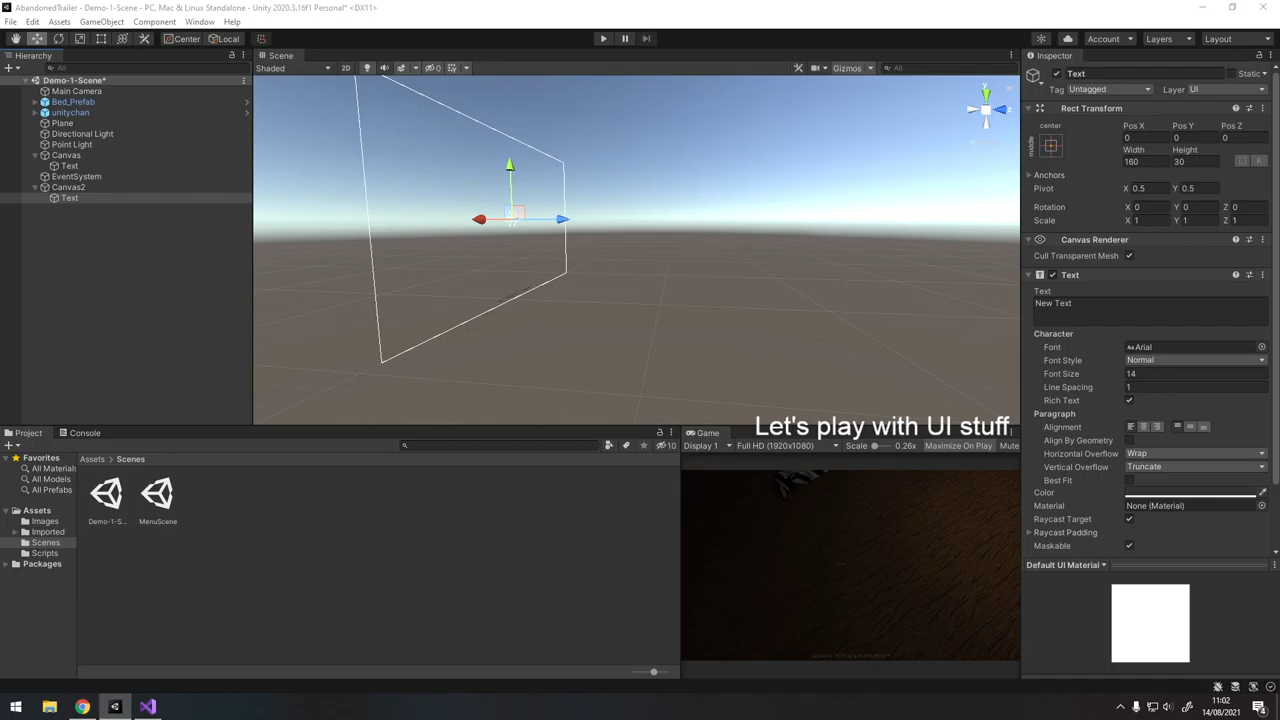 AbandonedTrailer - Demo-1-Scene - PC, Mac & Linux Standalone - Unity 2020.3.16f1 Personal* <DX11>
File Edit Assets GameObject Component Window Help
Center Local Account Layers Layout
Hierarchy
All
Demo-1-Scene*
Main Camera
Bed_Prefab
unitychan
Plane
Directional Light
Point Light
Canvas
Text
EventSystem
Canvas2
Text
Scene
Shaded 2D 0 Gizmos All
y
z
Let's play with UI stuff
Inspector
Text Static
Tag Untagged Layer UI
Rect Transform
center
middle
Pos X Pos Y Pos Z
0 0 0
Width Height
160 30
R
Anchors
Pivot X 0.5 Y 0.5
Rotation X 0 Y 0 Z 0
Scale X 1 Y 1 Z 1
Canvas Renderer
Cull Transparent Mesh
Text
Text
New Text
Character
Font Arial
Font Style Normal
Font Size 14
Line Spacing 1
Rich Text
Paragraph
Alignment
Align By Geometry
Horizontal Overflow Wrap
Vertical Overflow Truncate
Best Fit
Color
Material None (Material)
Raycast Target
Raycast Padding
Maskable
Default UI Material
Project Console
10
Favorites
All Materials
All Models
All Prefabs
Assets
Images
Imported
Scenes
Scripts
Packages
Assets Scenes
Demo-1-S...
MenuScene
Game
Display 1 Full HD (1920x1080) Scale 0.26x Maximize On Play Mute
11:02
14/08/2021
4